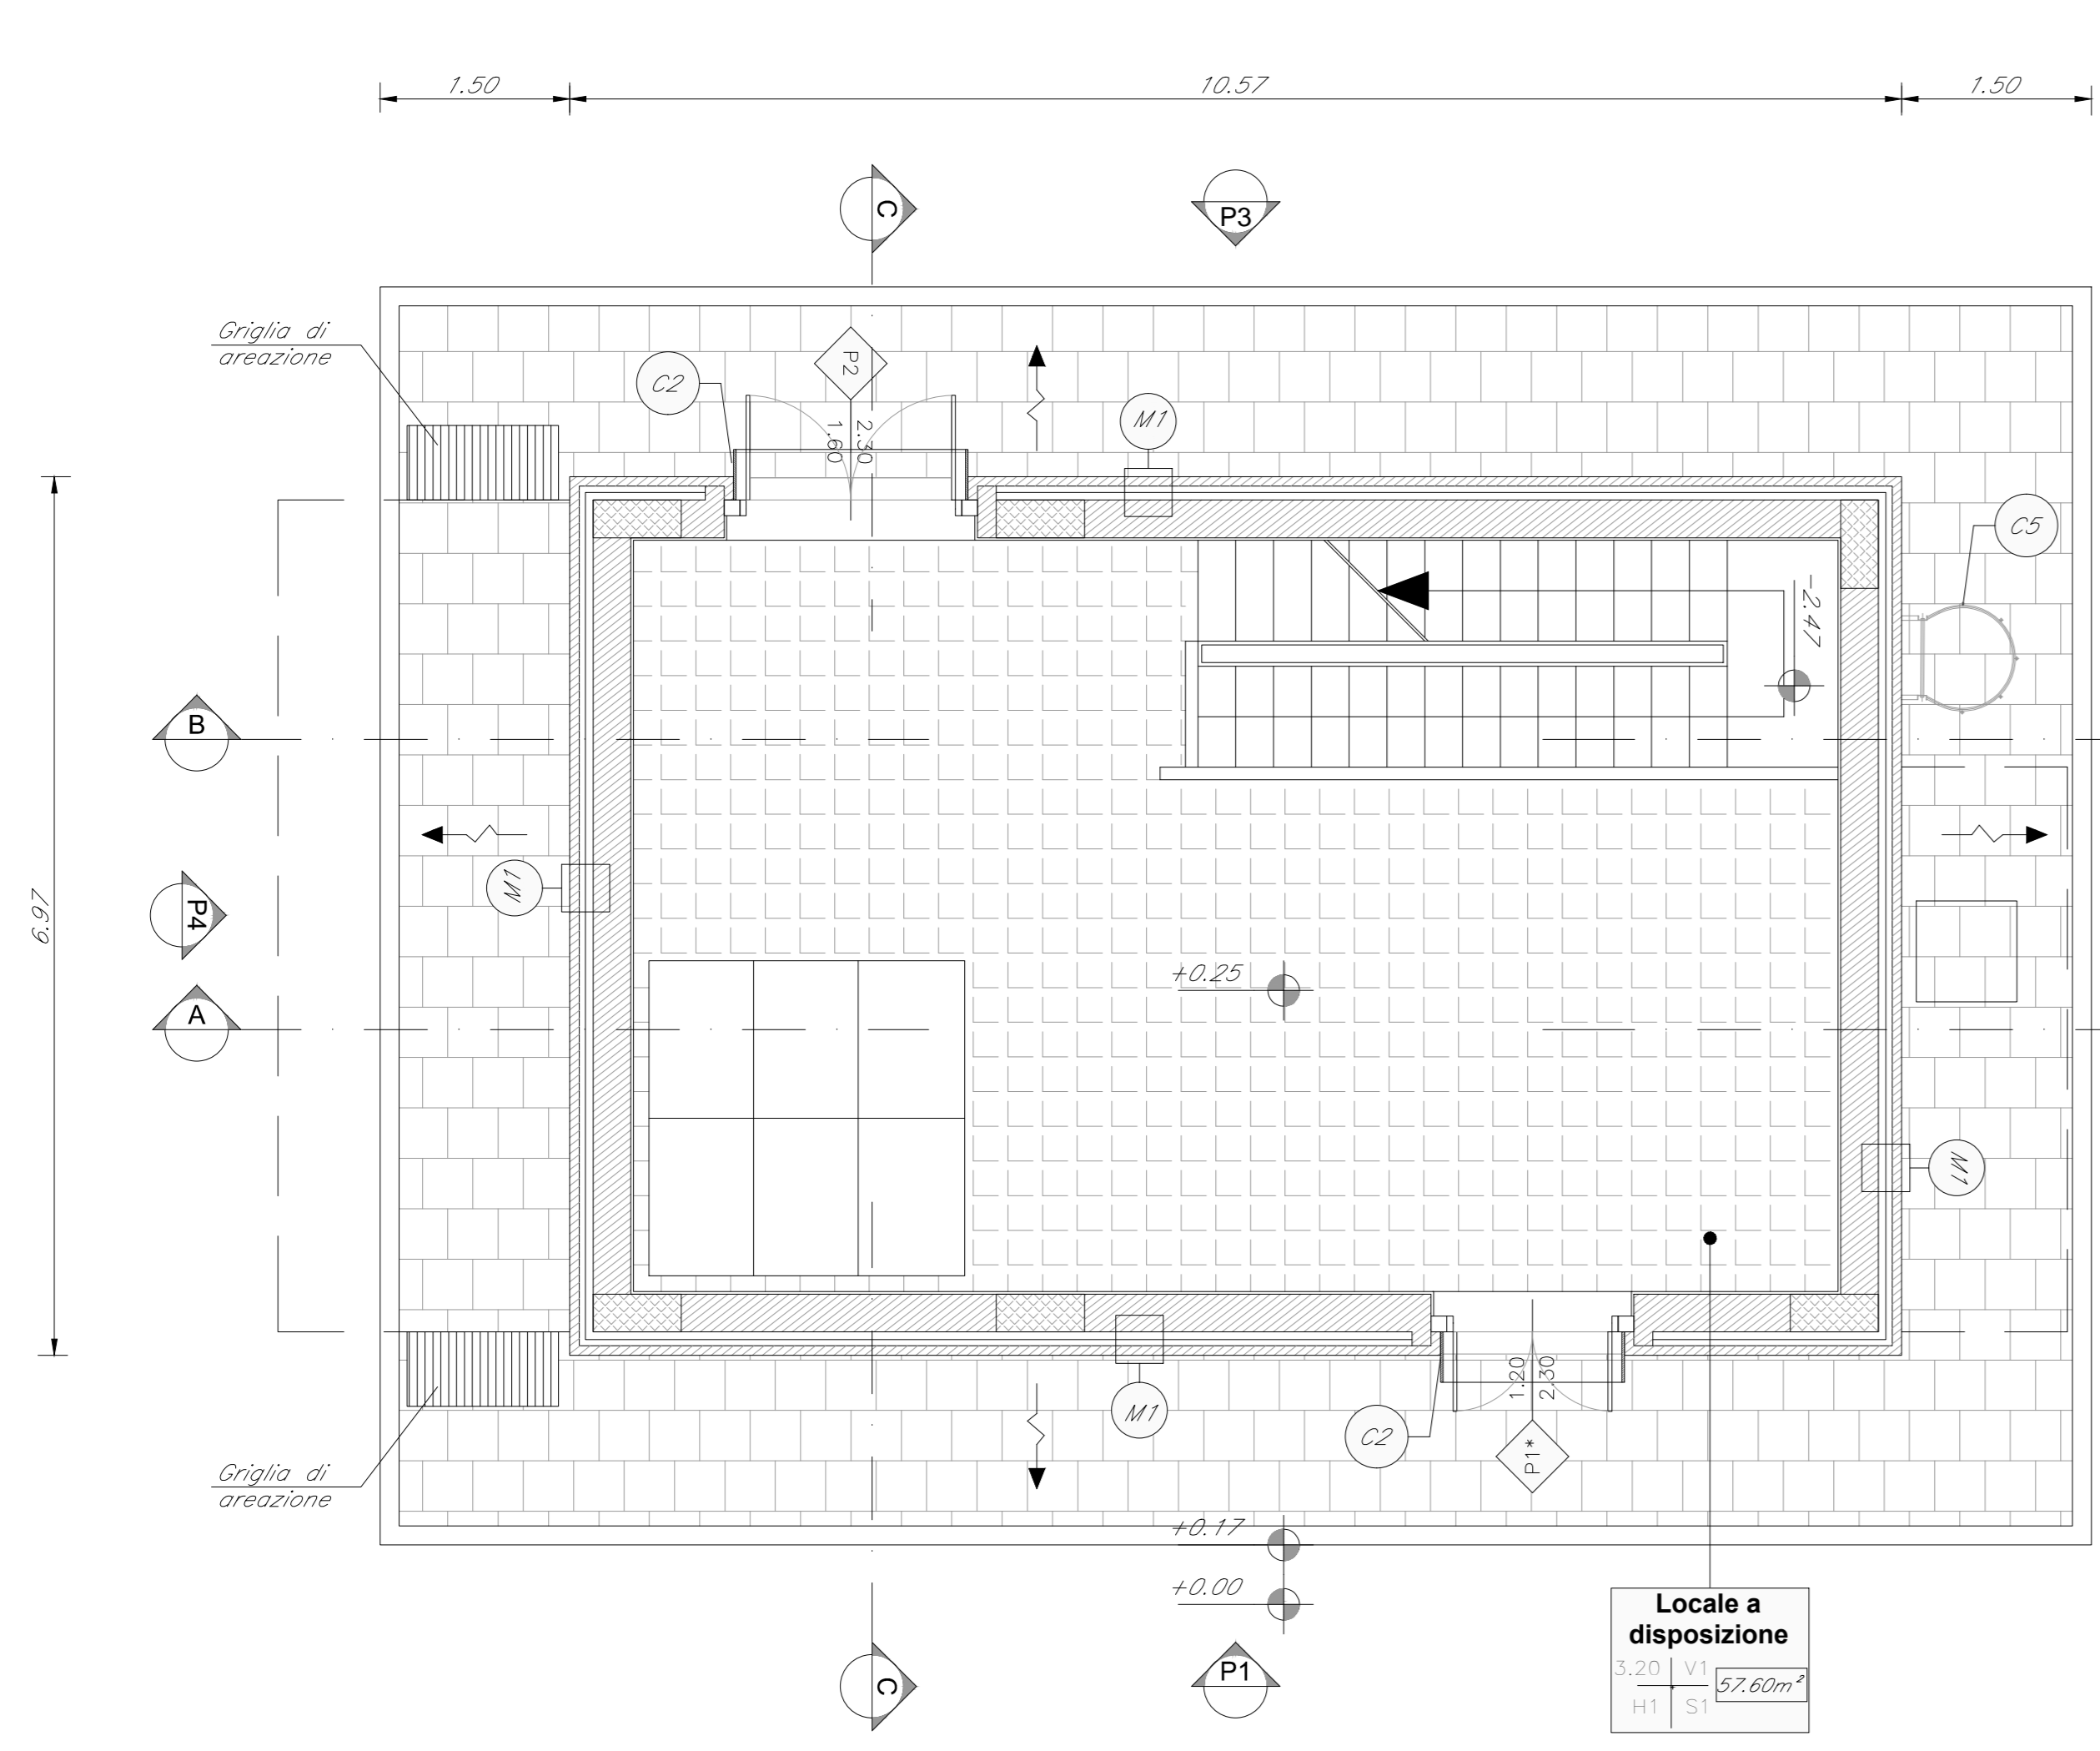 1.50
10.57
1.50
C
P3
Griglia di
areazione
P2
C2
2.30
1.60
M1
C5
-2.47
B
M1
6.97
P4
+0.25
A
M1
M1
1.20
2.30
C2
P1*
Griglia di
areazione
+0.17
+0.00
Locale a
disposizione
3.20 V1
57.60m²
H1 S1
C
P1